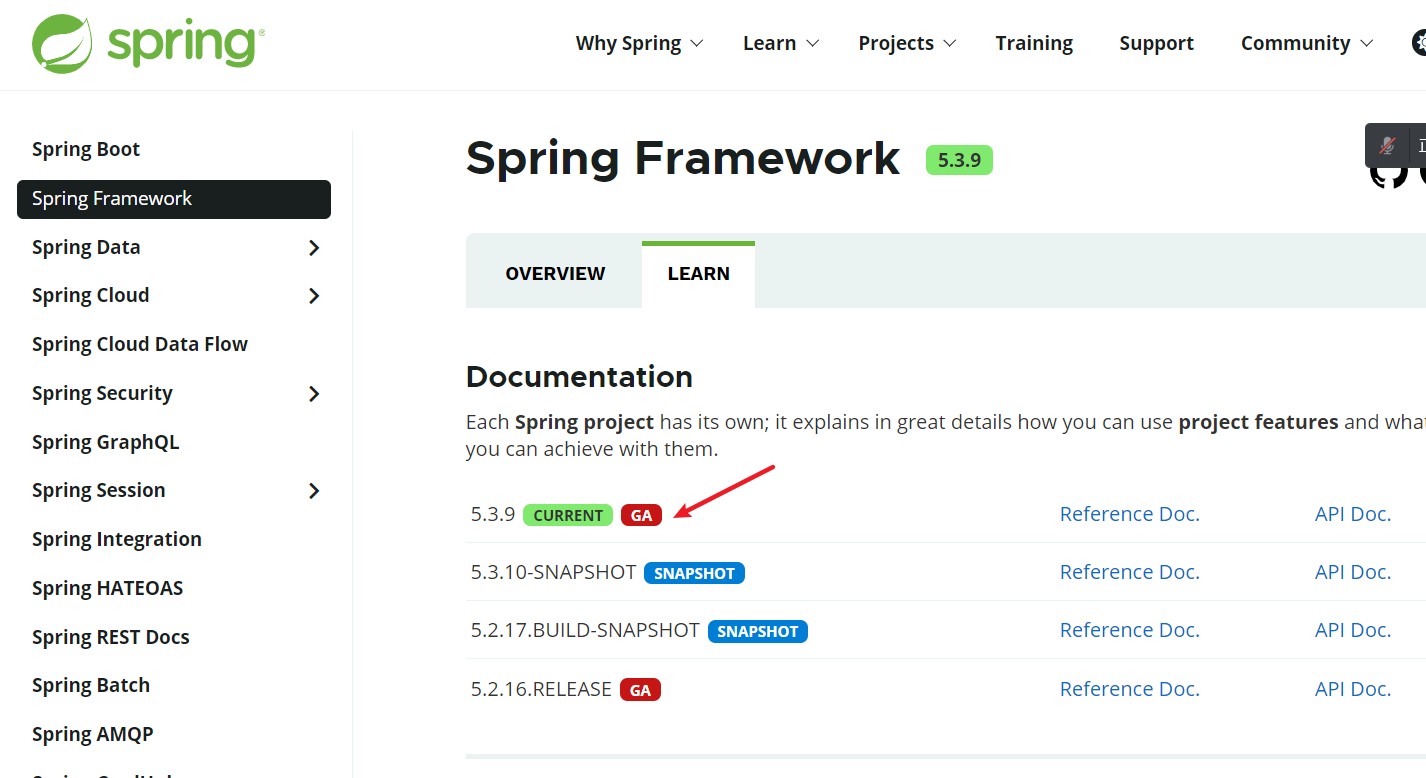 spring
Why Spring Learn Projects Training Support Community
Spring Boot
Spring Framework
Spring Data
Spring Cloud
Spring Cloud Data Flow
Spring Security
Spring GraphQL
Spring Session
Spring Integration
Spring HATEOAS
Spring REST Docs
Spring Batch
Spring AMQP
Spring Framework 5.3.9
OVERVIEW LEARN
Documentation
Each Spring project has its own; it explains in great details how you can use project features and what
you can achieve with them.
5.3.9 CURRENT GA Reference Doc. API Doc.
5.3.10-SNAPSHOT SNAPSHOT Reference Doc. API Doc.
5.2.17.BUILD-SNAPSHOT SNAPSHOT Reference Doc. API Doc.
5.2.16.RELEASE GA Reference Doc. API Doc.